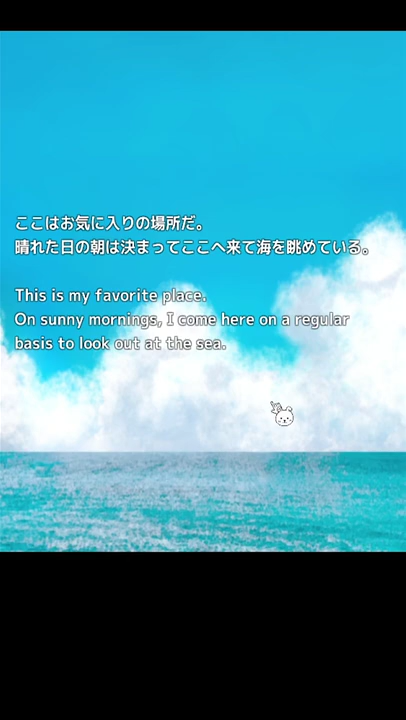 ここはお気に入りの場所だ。
晴れた日の朝は決まってここへ来て海を眺めている。
This is my favorite place.
On sunny mornings, I come here on a regular
basis to look out at the sea.